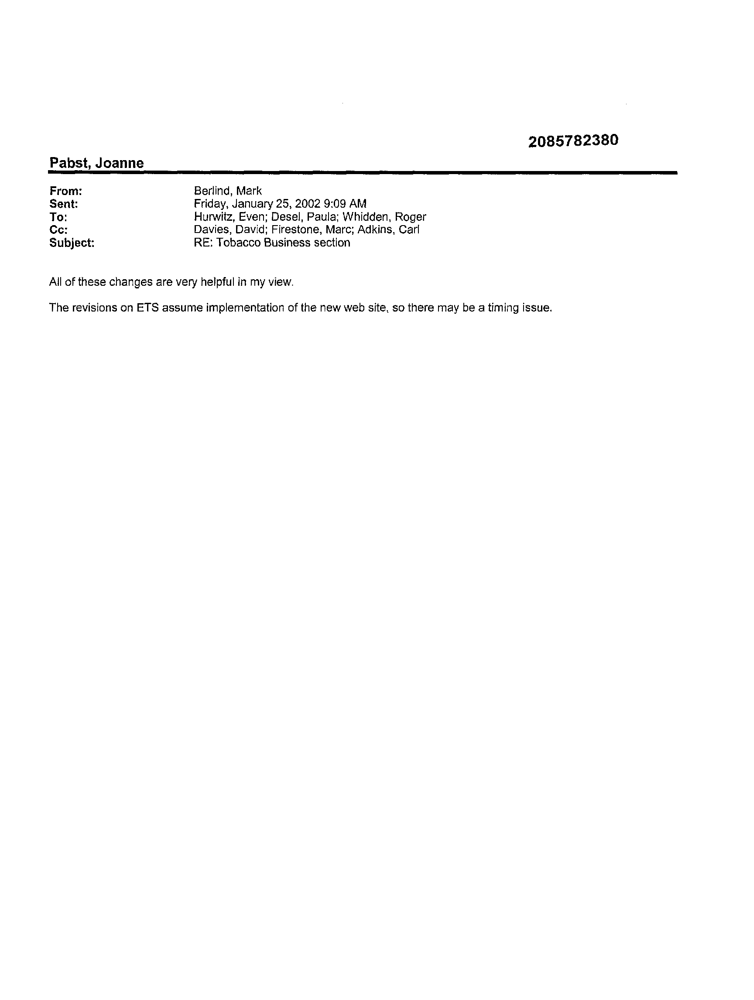 2085782380
Pabst, Joanne
From: Berlind, Mark
Sent: Friday, January 25, 2002 9:09 AM
To: Hurwitz, Even; Desel, Paula; Whidden, Roger
Cc: Davies, David; Firestone, Marc; Adkins, Carl
Subject: RE: Tobacco Business section
All of these changes are very helpful in my view.
The revisions on ETS assume implementation of the new web site, so there may be a timing issue.